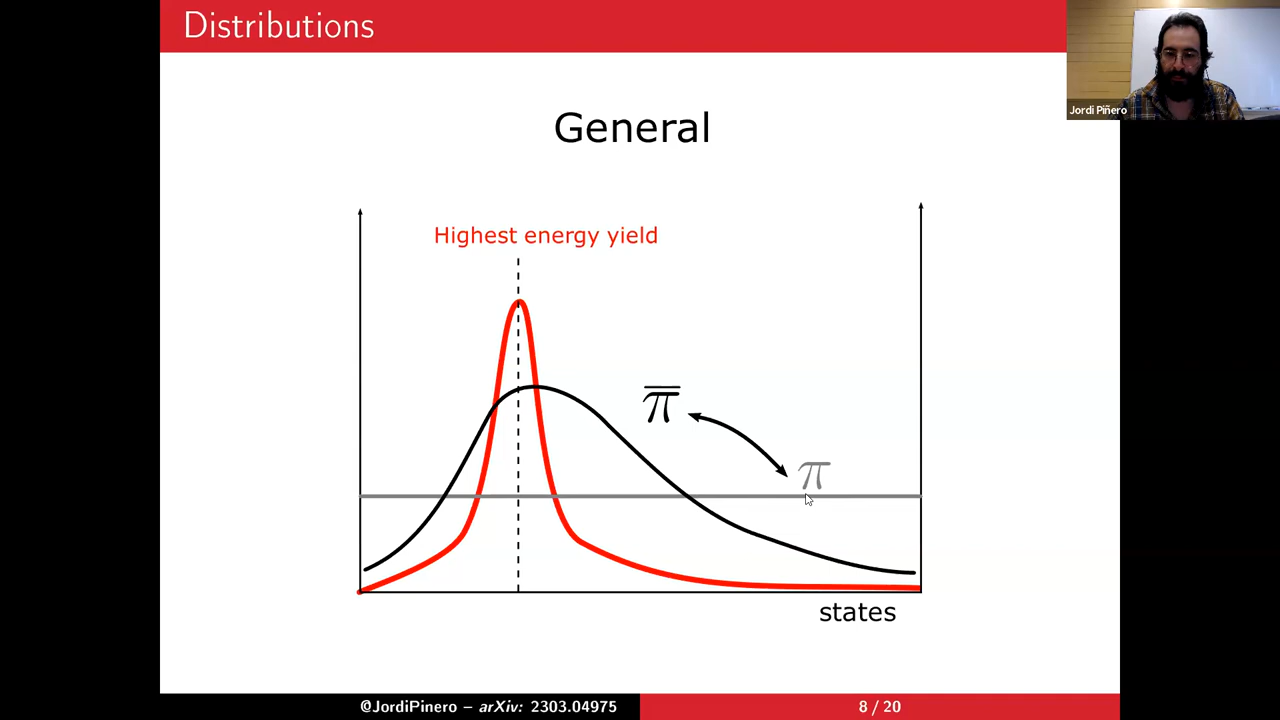 Distributions
Jordi Piñero
General
Highest energy yield
π̅
π
states
@JordiPinero – arXiv: 2303.04975
8 / 20